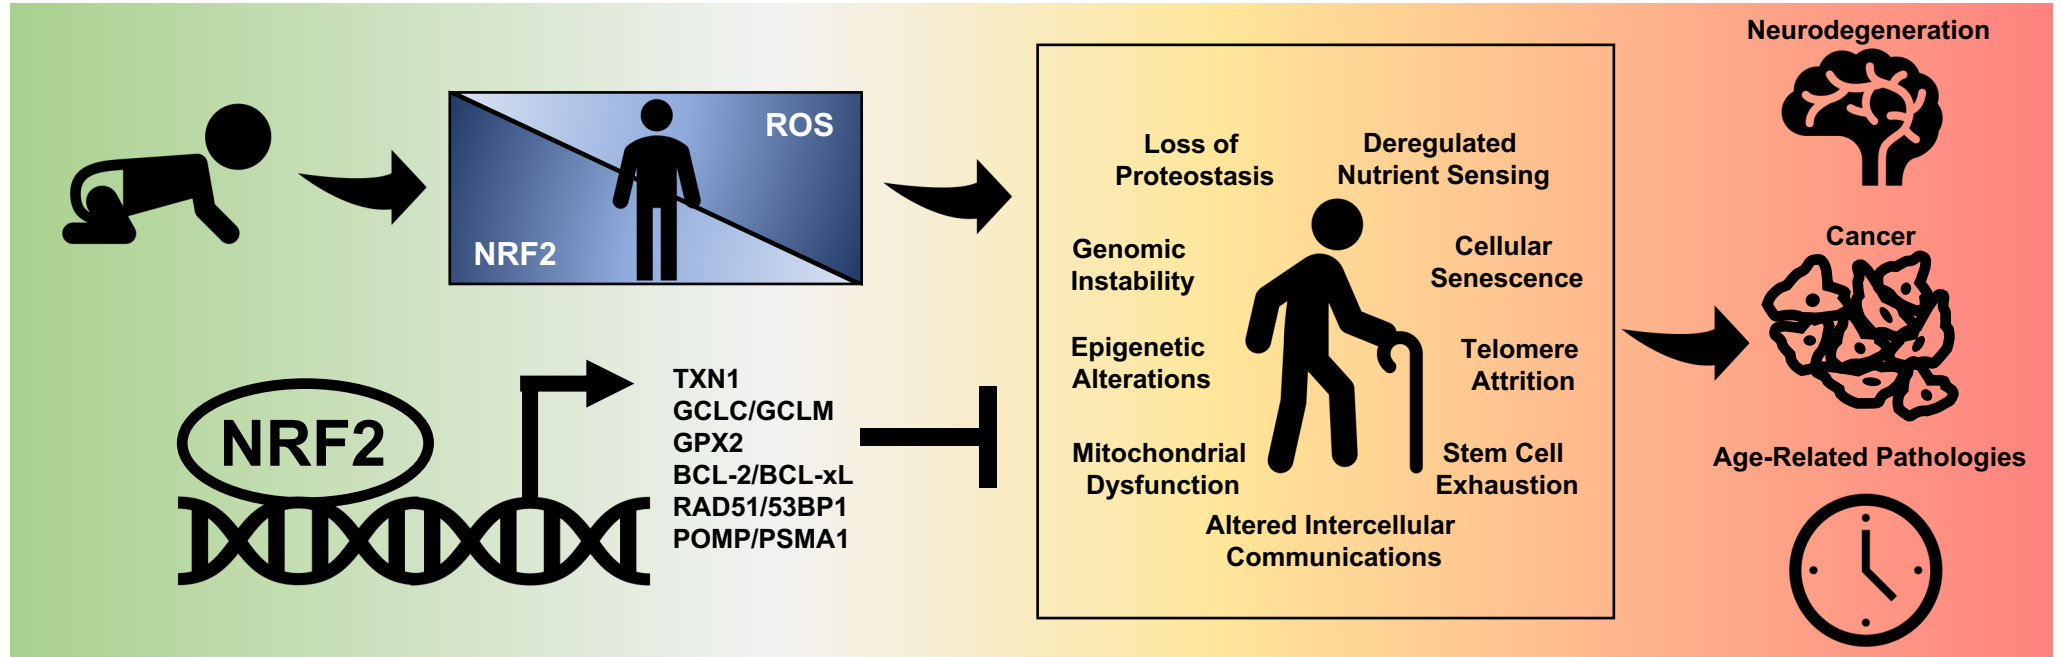 ROS
NRF2
NRF2
TXN1
GCLC/GCLM
GPX2
BCL-2/BCL-xL
RAD51/53BP1
POMP/PSMA1
Loss of
Proteostasis
Deregulated
Nutrient Sensing
Genomic
Instability
Cellular
Senescence
Epigenetic
Alterations
Telomere
Attrition
Mitochondrial
Dysfunction
Stem Cell
Exhaustion
Altered Intercellular
Communications
Neurodegeneration
Cancer
Age-Related Pathologies